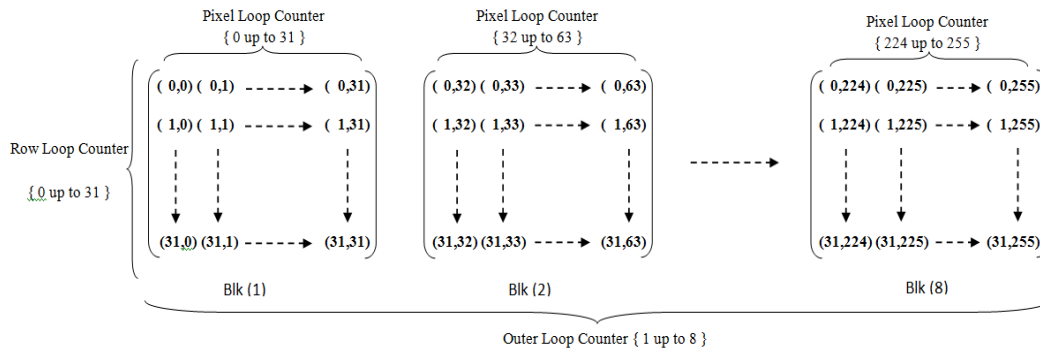 Pixel Loop Counter
{ 0 up to 31 }
Pixel Loop Counter
{ 32 up to 63 }
Pixel Loop Counter
{ 224 up to 255 }
Row Loop Counter
{ 0 up to 31 }
( 0,0) ( 0,1) ( 0,31)
( 1,0) ( 1,1) ( 1,31)
(31,0) (31,1) (31,31)
Blk (1)
( 0,32) ( 0,33) ( 0,63)
( 1,32) ( 1,33) ( 1,63)
(31,32) (31,33) (31,63)
Blk (2)
( 0,224) ( 0,225) ( 0,255)
( 1,224) ( 1,225) ( 1,255)
(31,224) (31,225) (31,255)
Blk (8)
Outer Loop Counter { 1 up to 8 }